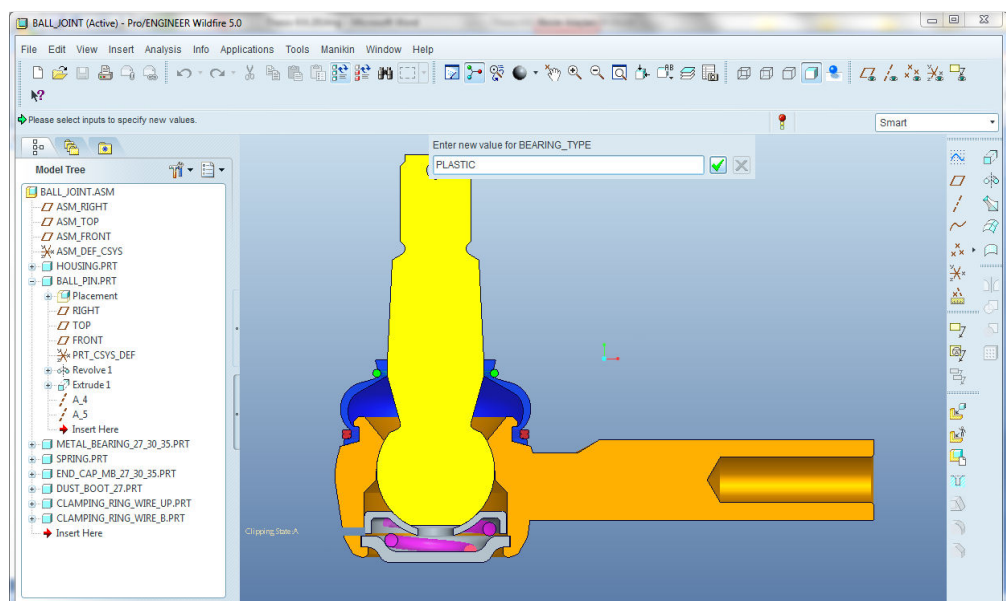 BALL_JOINT (Active) - Pro/ENGINEER Wildfire 5.0
File Edit View Insert Analysis Info Applications Tools Manikin Window Help
Please select inputs to specify new values.
Smart
Enter new value for BEARING_TYPE
PLASTIC
Model Tree
BALL_JOINT.ASM
ASM_RIGHT
ASM_TOP
ASM_FRONT
ASM_DEF_CSYS
HOUSING.PRT
BALL_PIN.PRT
Placement
RIGHT
TOP
FRONT
PRT_CSYS_DEF
Revolve 1
Extrude 1
A_4
A_5
Insert Here
METAL_BEARING_27_30_35.PRT
SPRING.PRT
END_CAP_MB_27_30_35.PRT
DUST_BOOT_27.PRT
CLAMPING_RING_WIRE_UP.PRT
CLAMPING_RING_WIRE_B.PRT
Insert Here
Clipping State:A